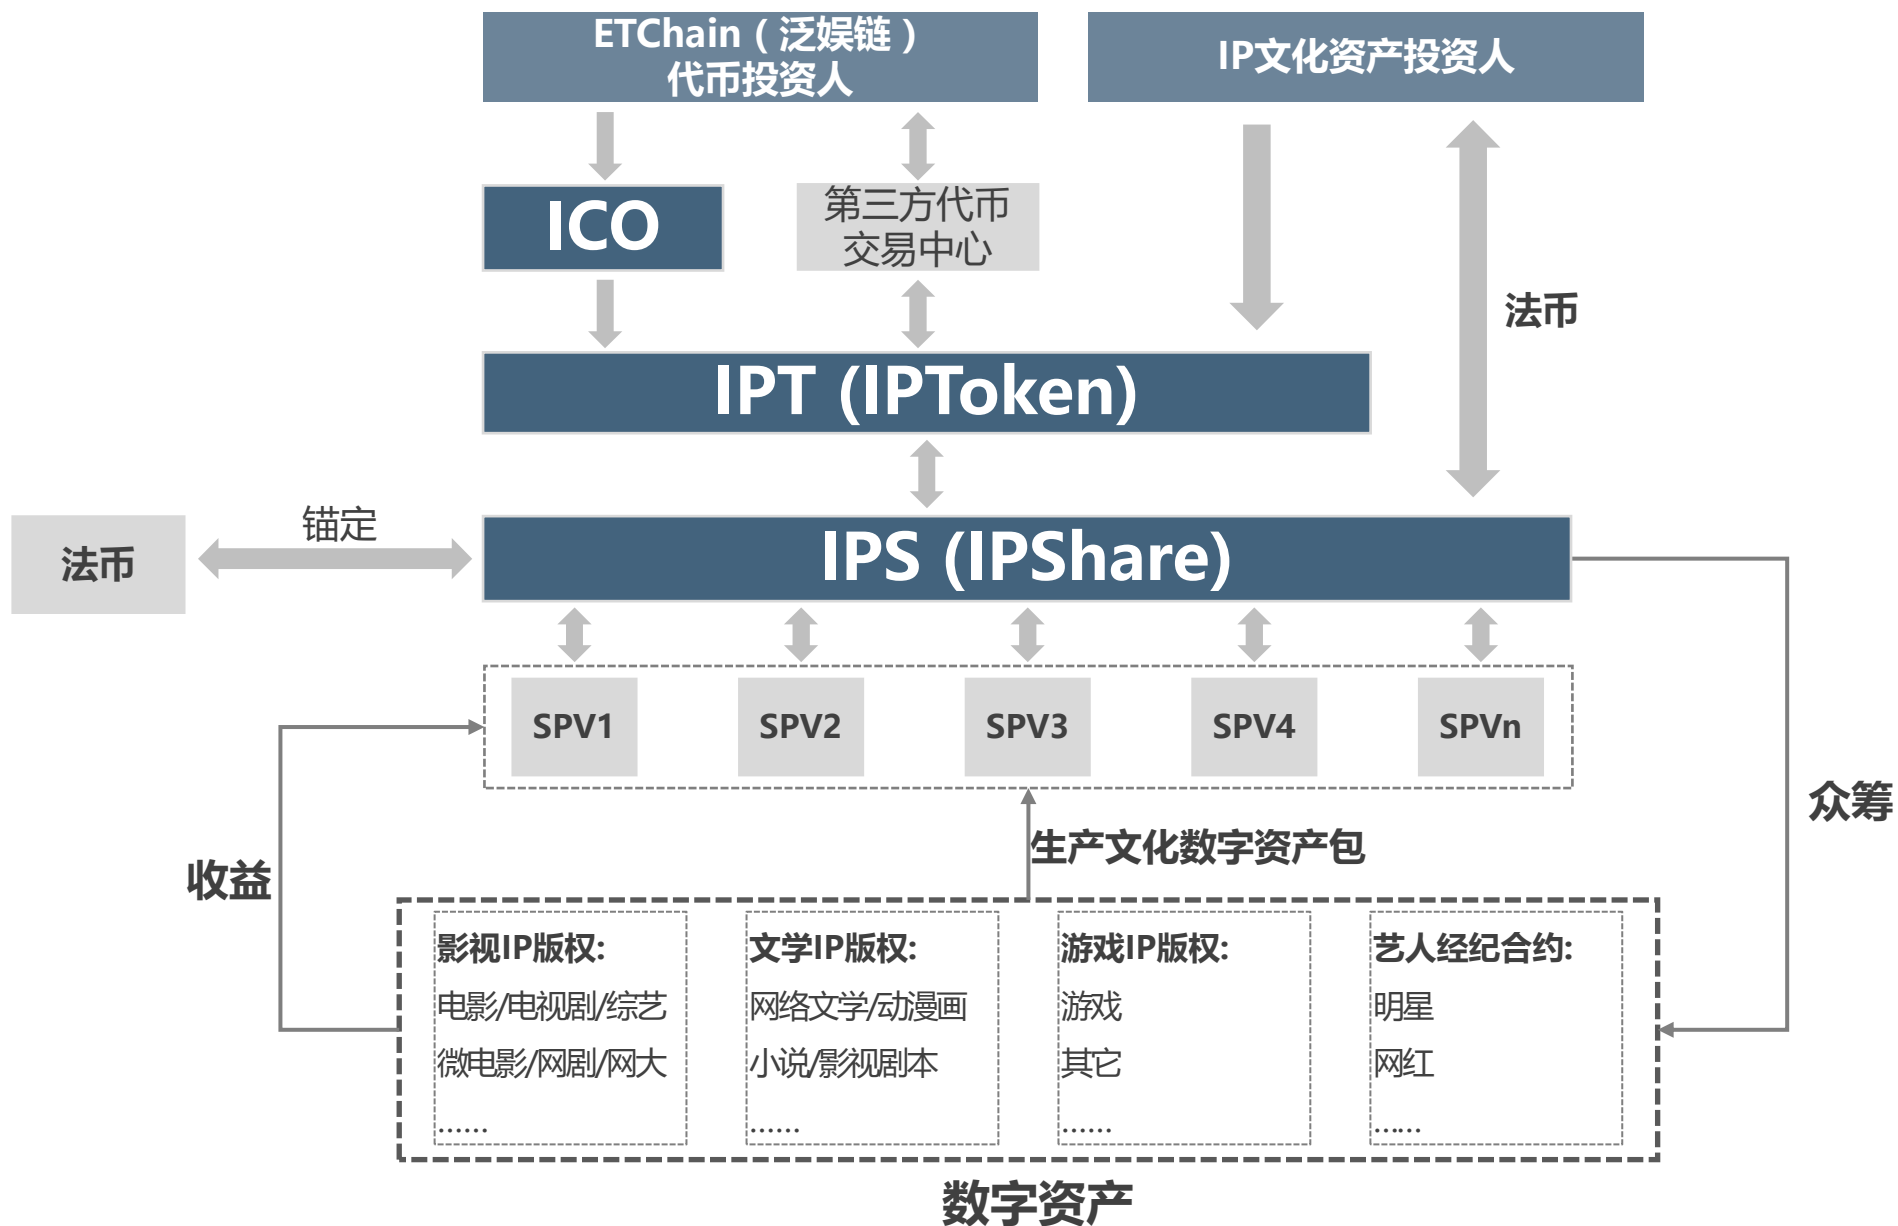 ETChain（泛娱链）
代币投资人
IP文化资产投资人
ICO
第三方代币
交易中心
法币
IPT (IPToken)
锚定
法币
IPS (IPShare)
SPV1
SPV2
SPV3
SPV4
SPVn
众筹
生产文化数字资产包
收益
影视IP版权:
电影/电视剧/综艺
微电影/网剧/网大
......
文学IP版权:
网络文学/动漫画
小说/影视剧本
......
游戏IP版权:
游戏
其它
......
艺人经纪合约:
明星
网红
......
数字资产